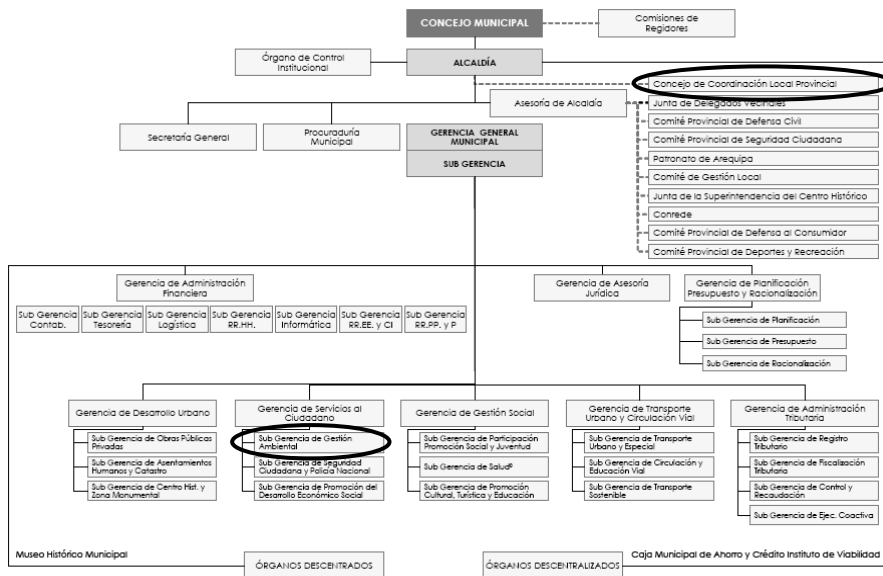 CONCEJO MUNICIPAL
Comisiones de
Regidores
Órgano de Control
Institucional
ALCALDÍA
Concejo de Coordinación Local Provincial
Asesoría de Alcaldía
Junta de Delegados Vecinales
Secretaría General
Procuraduría
Municipal
GERENCIA GENERAL
MUNICIPAL
SUB GERENCIA
Comité Provincial de Defensa Civil
Comité Provincial de Seguridad Ciudadana
Patronato de Arequipa
Comité de Gestión Local
Junta de la Superintendencia del Centro Histórico
Conrede
Comité Provincial de Defensa al Consumidor
Comité Provincial de Deportes y Recreación
Gerencia de Administración
Financiera
Gerencia de Asesoría
Jurídica
Gerencia de Planificación
Presupuesto y Racionalización
Sub Gerencia
Contab.
Sub Gerencia
Tesorería
Sub Gerencia
Logística
Sub Gerencia
RR.HH.
Sub Gerencia
Informática
Sub Gerencia
RR.EE. y CI
Sub Gerencia
RR.PP. y P
Sub Gerencia de Planificación
Sub Gerencia de Presupuesto
Sub Gerencia de Racionalización
Gerencia de Desarrollo Urbano
Sub Gerencia de Obras Públicas
Privadas
Sub Gerencia de Asentamientos
Humanos y Catastro
Sub Gerencia de Centro Hist. y
Zona Monumental
Gerencia de Servicios al
Ciudadano
Sub Gerencia de Gestión
Ambiental
Sub Gerencia de Seguridad
Ciudadana y Policía Nacional
Sub Gerencia de Promoción del
Desarrollo Económico Social
Gerencia de Gestión Social
Sub Gerencia de Participación
Promoción Social y Juventud
Sub Gerencia de Salud⁶
Sub Gerencia de Promoción
Cultural, Turística y Educación
Gerencia de Transporte
Urbano y Circulación Vial
Sub Gerencia de Transporte
Urbano y Especial
Sub Gerencia de Circulación y
Educación Vial
Sub Gerencia de Transporte
Sostenible
Gerencia de Administración
Tributaria
Sub Gerencia de Registro
Tributario
Sub Gerencia de Fiscalización
Tributaria
Sub Gerencia de Control y
Recaudación
Sub Gerencia de Ejec. Coactiva
Museo Histórico Municipal
ÓRGANOS DESCENTRADOS
ÓRGANOS DESCENTRALIZADOS
Caja Municipal de Ahorro y Crédito Instituto de Viabilidad